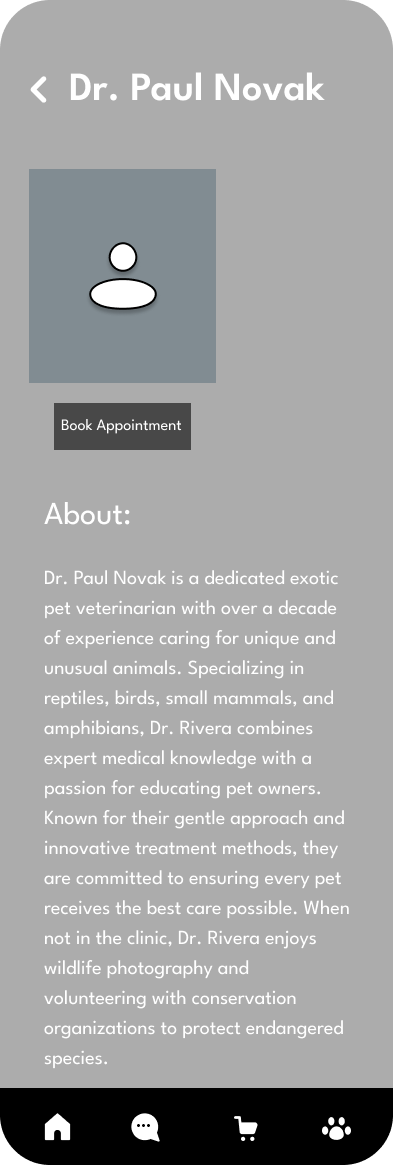 Dr. Paul Novak
Book Appointment
About:
Dr. Paul Novak is a dedicated exotic
pet veterinarian with over a decade
of experience caring for unique and
unusual animals. Specializing in
reptiles, birds, small mammals, and
amphibians, Dr. Rivera combines
expert medical knowledge with a
passion for educating pet owners.
Known for their gentle approach and
innovative treatment methods, they
are committed to ensuring every pet
receives the best care possible. When
not in the clinic, Dr. Rivera enjoys
wildlife photography and
volunteering with conservation
organizations to protect endangered
species.